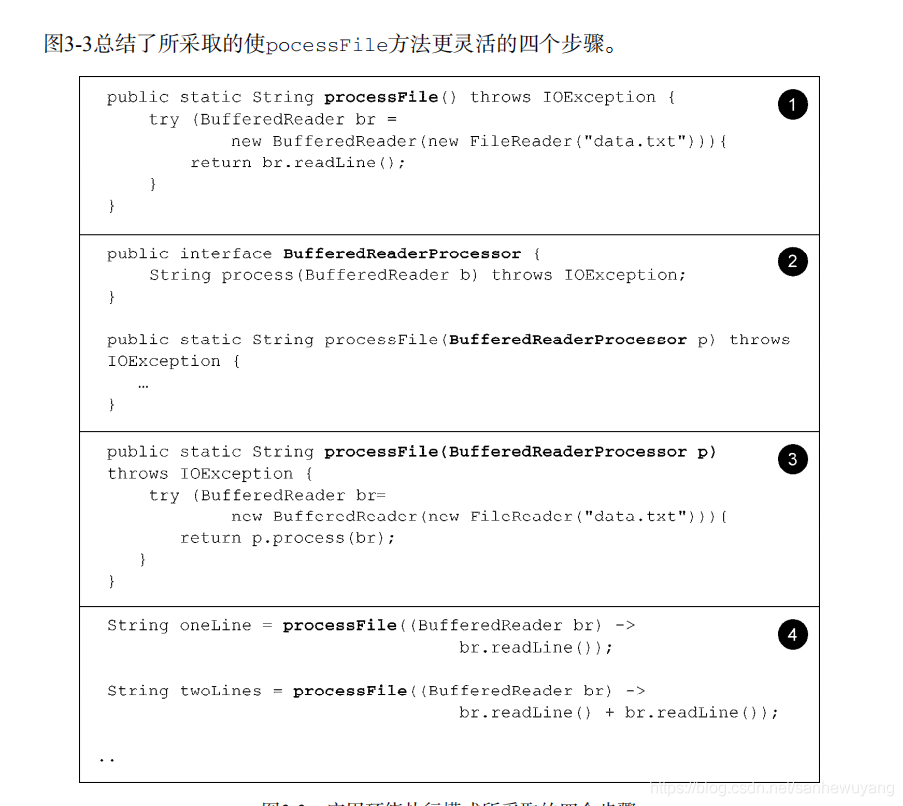 图3-3总结了所采取的使pocessFile方法更灵活的四个步骤。
public static String processFile() throws IOException {
1
try (BufferedReader br =
new BufferedReader(new FileReader("data.txt"))){
return br.readLine();
}
}
public interface BufferedReaderProcessor {
2
String process(BufferedReader b) throws IOException;
}
public static String processFile(BufferedReaderProcessor p) throws
IOException {
…
}
public static String processFile(BufferedReaderProcessor p)
3
throws IOException {
try (BufferedReader br=
new BufferedReader(new FileReader("data.txt"))){
return p.process(br);
}
}
String oneLine = processFile((BufferedReader br) ->
4
br.readLine());
String twoLines = processFile((BufferedReader br) ->
br.readLine() + br.readLine());
..
https://blog.csdn.net/sanhewuyang